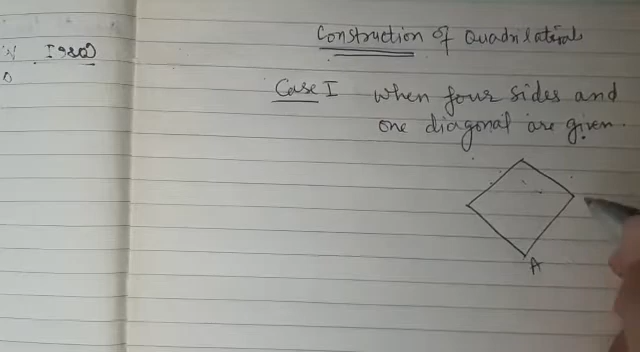 Construction of Quadrilateral
Case I When four sides and
one diagonal are given.
A